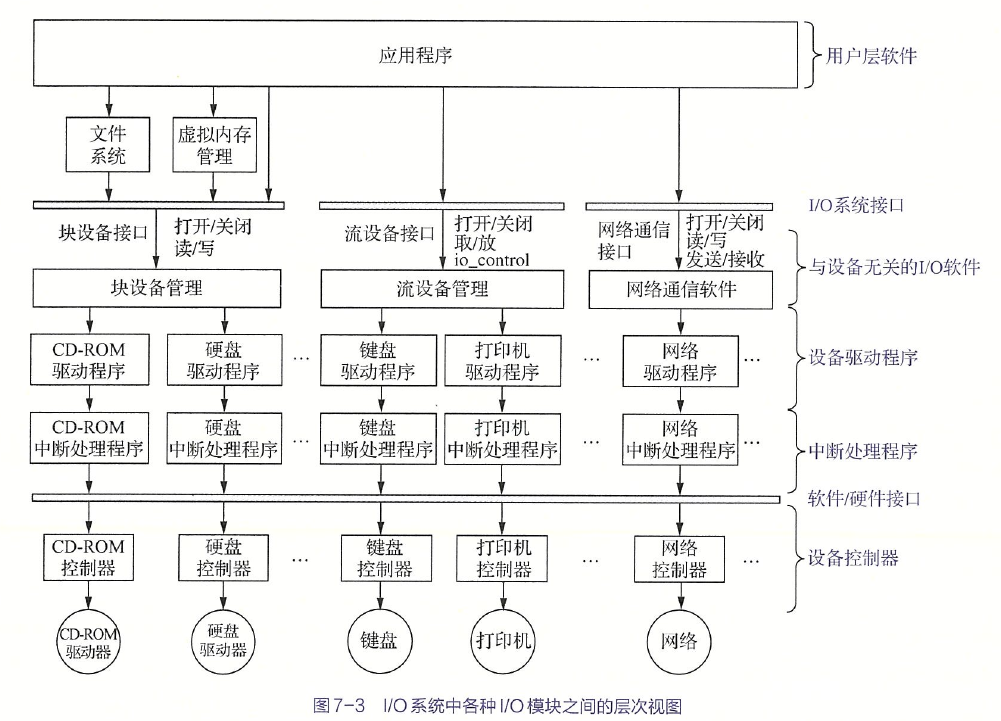 应用程序
用户层软件
文件
系统
虚拟内存
管理
I/O系统接口
块设备接口
打开/关闭
读/写
流设备接口
打开/关闭
取/放
io_control
网络通信
接口
打开/关闭
读/写
发送/接收
与设备无关的I/O软件
块设备管理
流设备管理
网络通信软件
CD-ROM
驱动程序
硬盘
驱动程序
…
键盘
驱动程序
打印机
驱动程序
…
网络
驱动程序
…
设备驱动程序
CD-ROM
中断处理程序
硬盘
中断处理程序
…
键盘
中断处理程序
打印机
中断处理程序
…
网络
中断处理程序
…
中断处理程序
软件/硬件接口
CD-ROM
控制器
硬盘
控制器
…
键盘
控制器
打印机
控制器
…
网络
控制器
…
设备控制器
CD-ROM
驱动器
硬盘
驱动器
键盘
打印机
网络
图7-3 I/O系统中各种I/O模块之间的层次视图